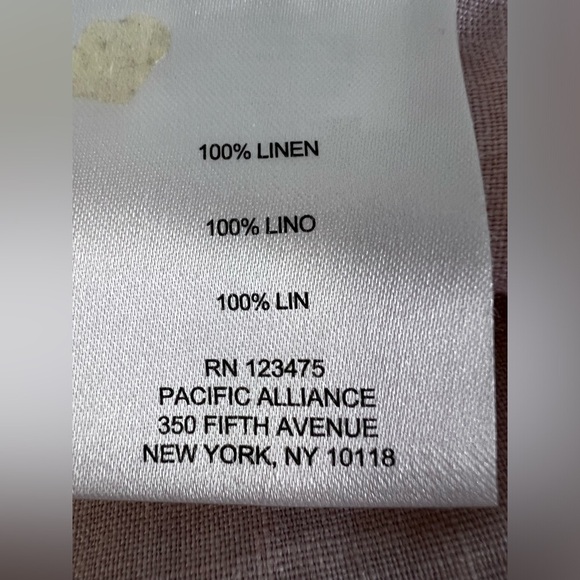 100% LINEN
100% LINO
100% LIN
RN 123475
PACIFIC ALLIANCE
350 FIFTH AVENUE
NEW YORK, NY 10118